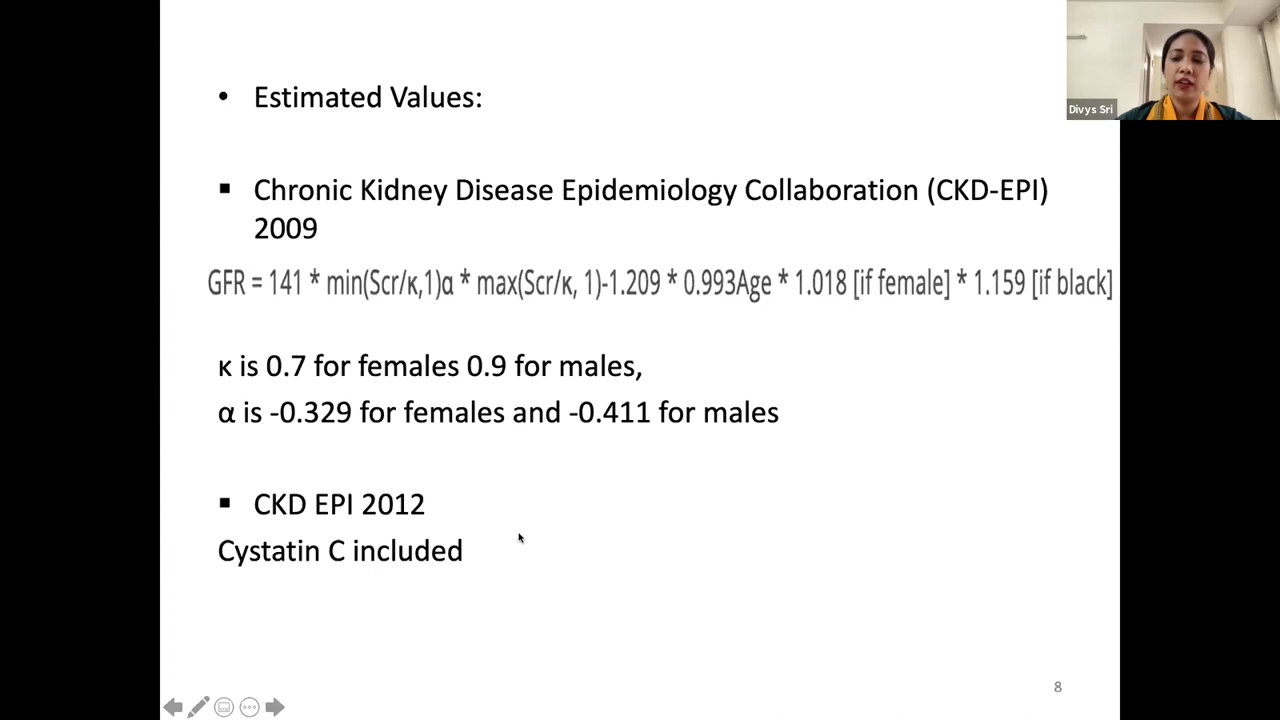 • Estimated Values:
▪ Chronic Kidney Disease Epidemiology Collaboration (CKD-EPI)
2009
GFR = 141 * min(Scr/κ,1)α * max(Scr/κ, 1)-1.209 * 0.993Age * 1.018 [if female] * 1.159 [if black]
κ is 0.7 for females 0.9 for males,
α is -0.329 for females and -0.411 for males
▪ CKD EPI 2012
Cystatin C included
8
Divys Sri